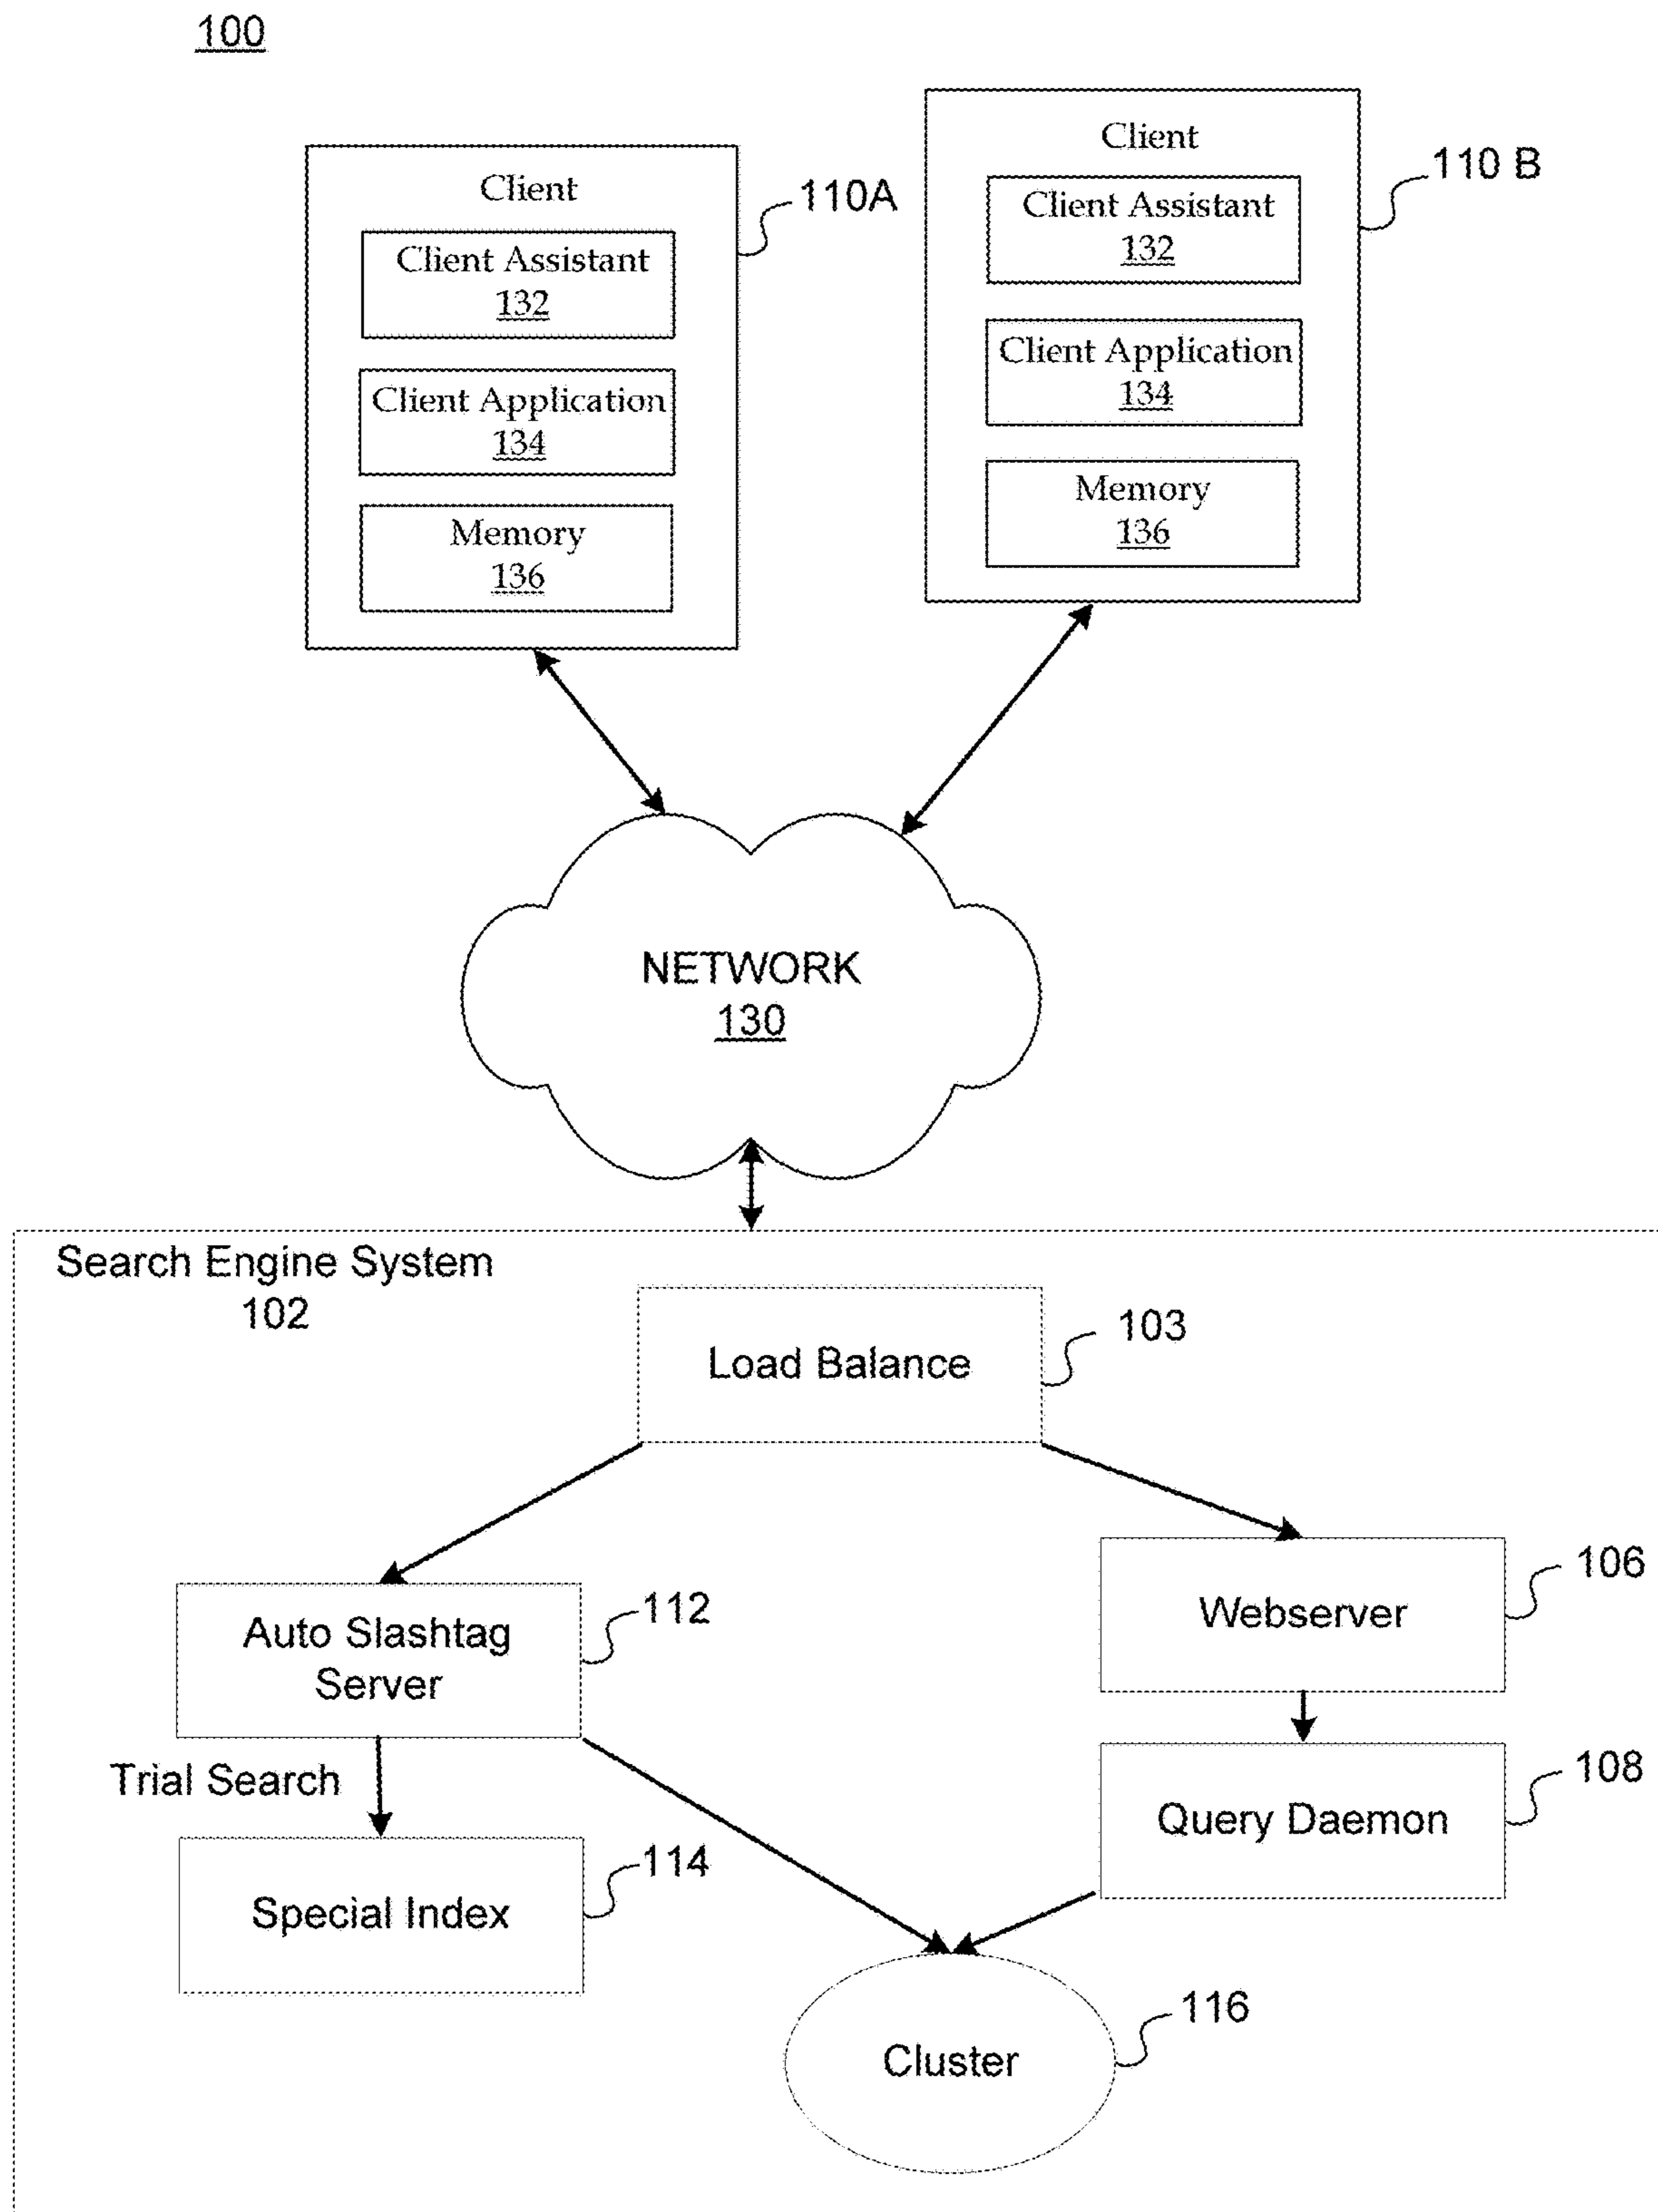 100
Client
Client Assistant
132
Client Application
134
Memory
136
110A
Client
Client Assistant
132
Client Application
134
Memory
136
110 B
NETWORK
130
Search Engine System
102
Load Balance
103
Auto Slashtag
Server
112
Webserver
106
Trial Search
Query Daemon
108
Special Index
114
Cluster
116